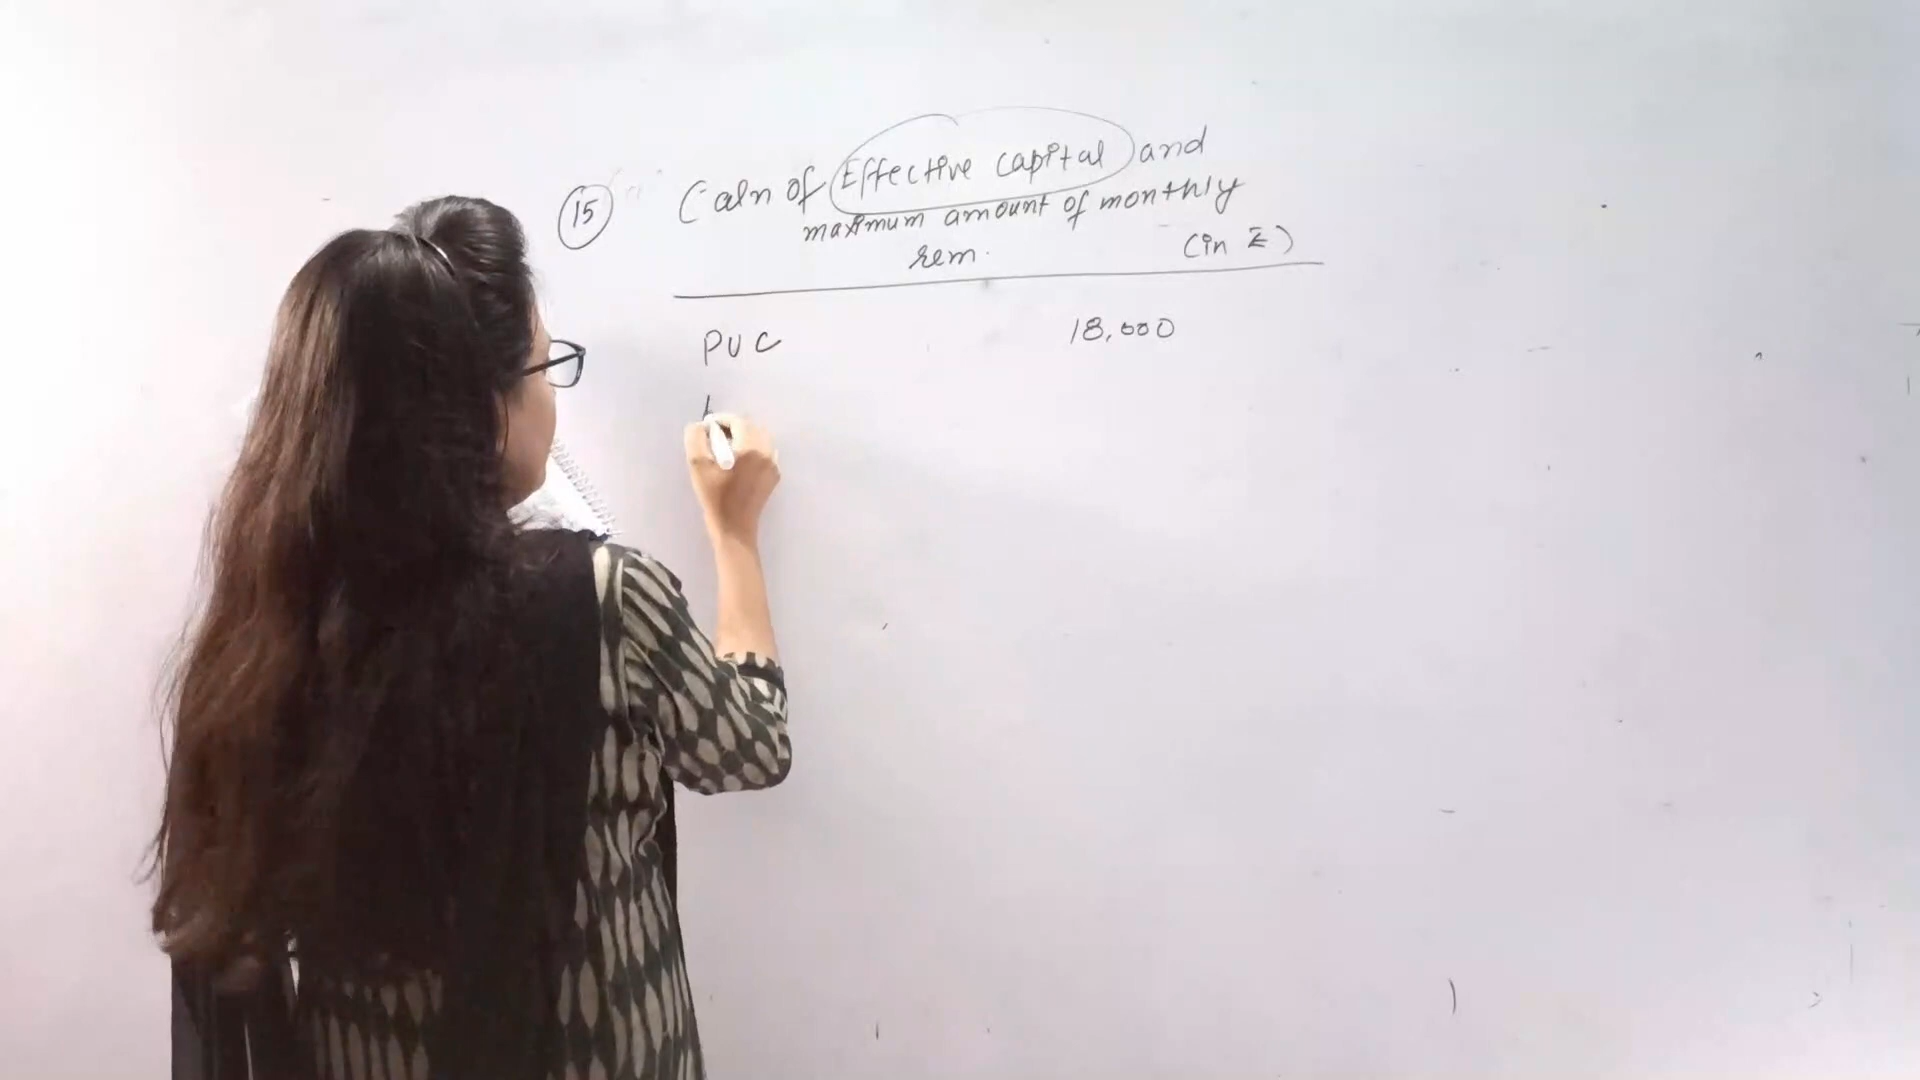 15
Caln of Effective capital and
maximum amount of monthly
rem.
(in ₹)
PUC 18,000